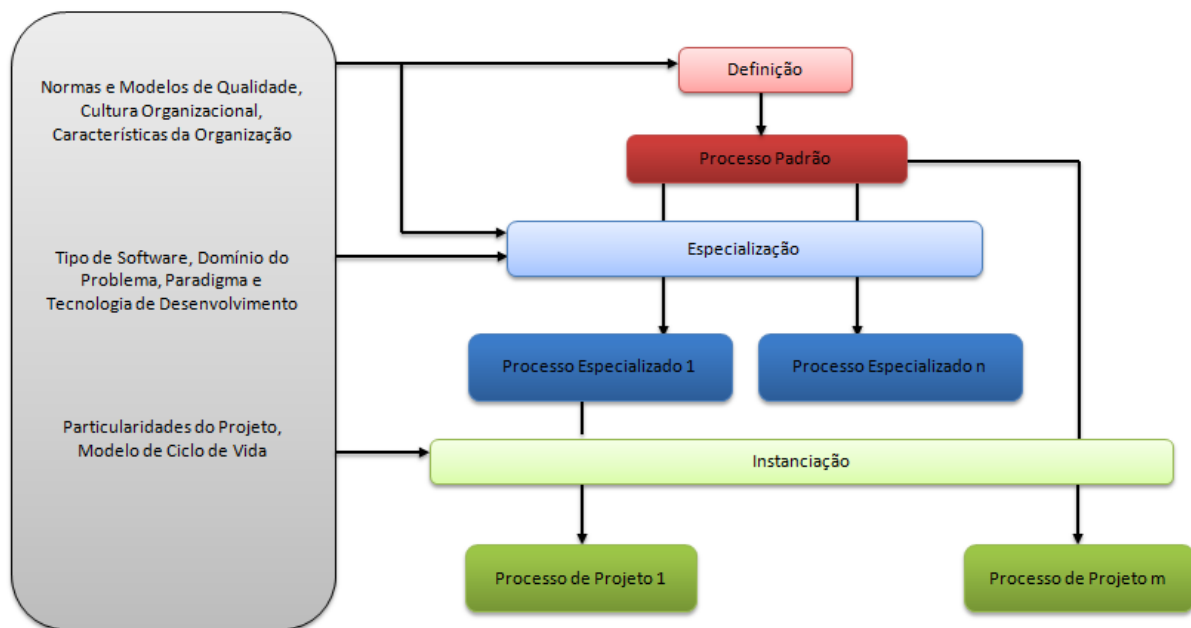 Normas e Modelos de Qualidade,
Cultura Organizacional,
Características da Organização
Tipo de Software, Domínio do
Problema, Paradigma e
Tecnologia de Desenvolvimento
Particularidades do Projeto,
Modelo de Ciclo de Vida
Definição
Processo Padrão
Especialização
Processo Especializado 1
Processo Especializado n
Instanciação
Processo de Projeto 1
Processo de Projeto m